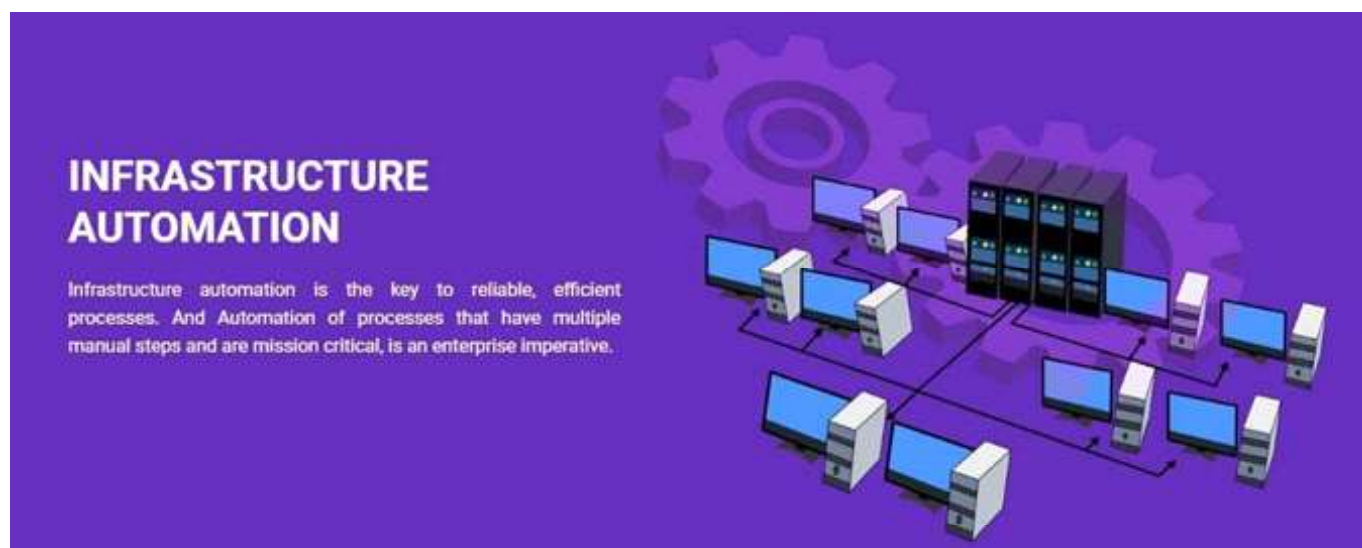 INFRASTRUCTURE
AUTOMATION
Infrastructure automation is the key to reliable, efficient
processes. And Automation of processes that have multiple
manual steps and are mission critical, is an enterprise imperative.